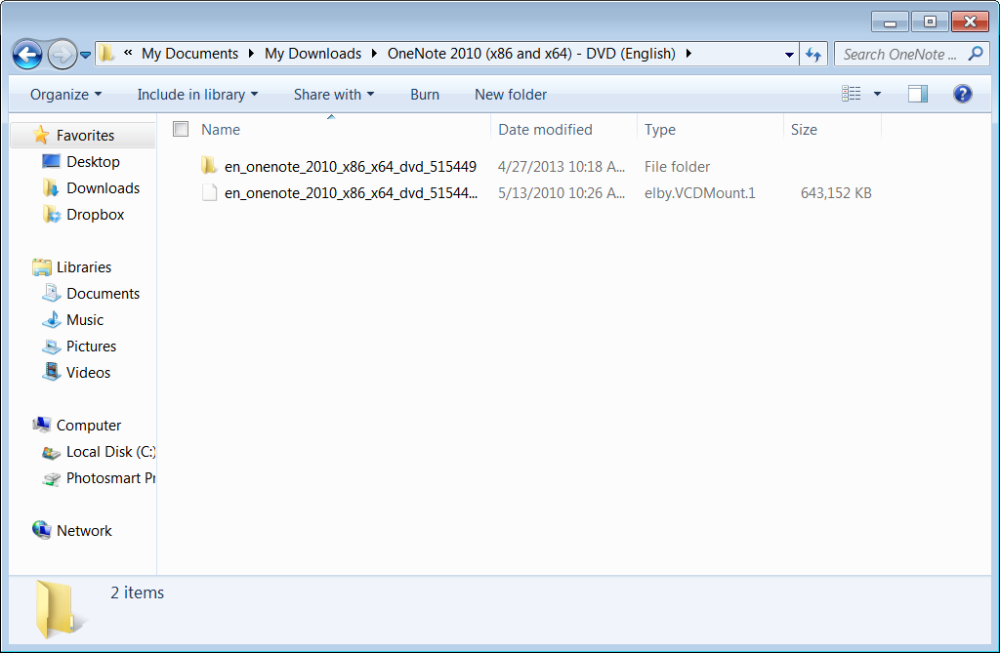 « My Documents My Downloads OneNote 2010 (x86 and x64) - DVD (English) Search OneNote ...
Organize Include in library Share with Burn New folder ?
Favorites
Desktop
Downloads
Dropbox
Libraries
Documents
Music
Pictures
Videos
Computer
Local Disk (C:)
Photosmart Pr
Network
Name Date modified Type Size
en_onenote_2010_x86_x64_dvd_515449 4/27/2013 10:18 A... File folder
en_onenote_2010_x86_x64_dvd_51544... 5/13/2010 10:26 A... elby.VCDMount.1 643,152 KB
2 items